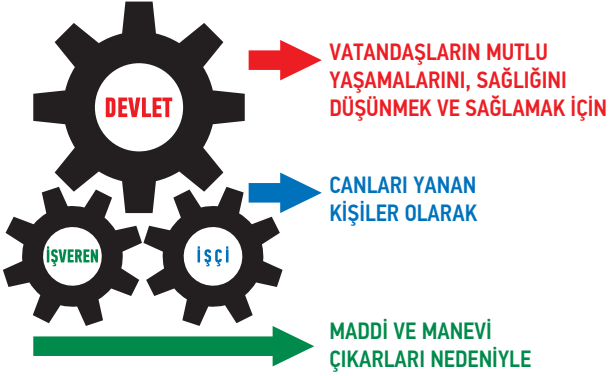 DEVLET
VATANDAŞLARIN MUTLU
YAŞAMALARINI, SAĞLIĞINI
DÜŞÜNMEK VE SAĞLAMAK İÇİN
CANLARI YANAN
KİŞİLER OLARAK
İŞVEREN
İŞÇİ
MADDİ VE MANEVİ
ÇIKARLARI NEDENİYLE